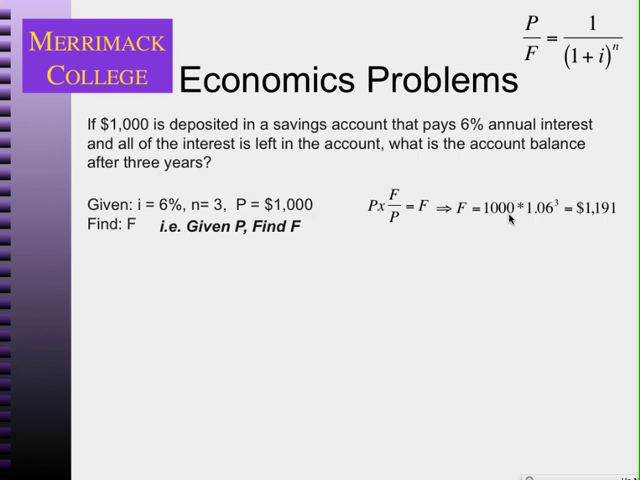 MERRIMACK
COLLEGE
P/F = 1/(1 + i)^n
Economics Problems
If $1,000 is deposited in a savings account that pays 6% annual interest
and all of the interest is left in the account, what is the account balance
after three years?
Given: i = 6%, n= 3, P = $1,000
Find: F i.e. Given P, Find F
Px F/P = F ⇒ F = 1000 * 1.06^3 = $1,191